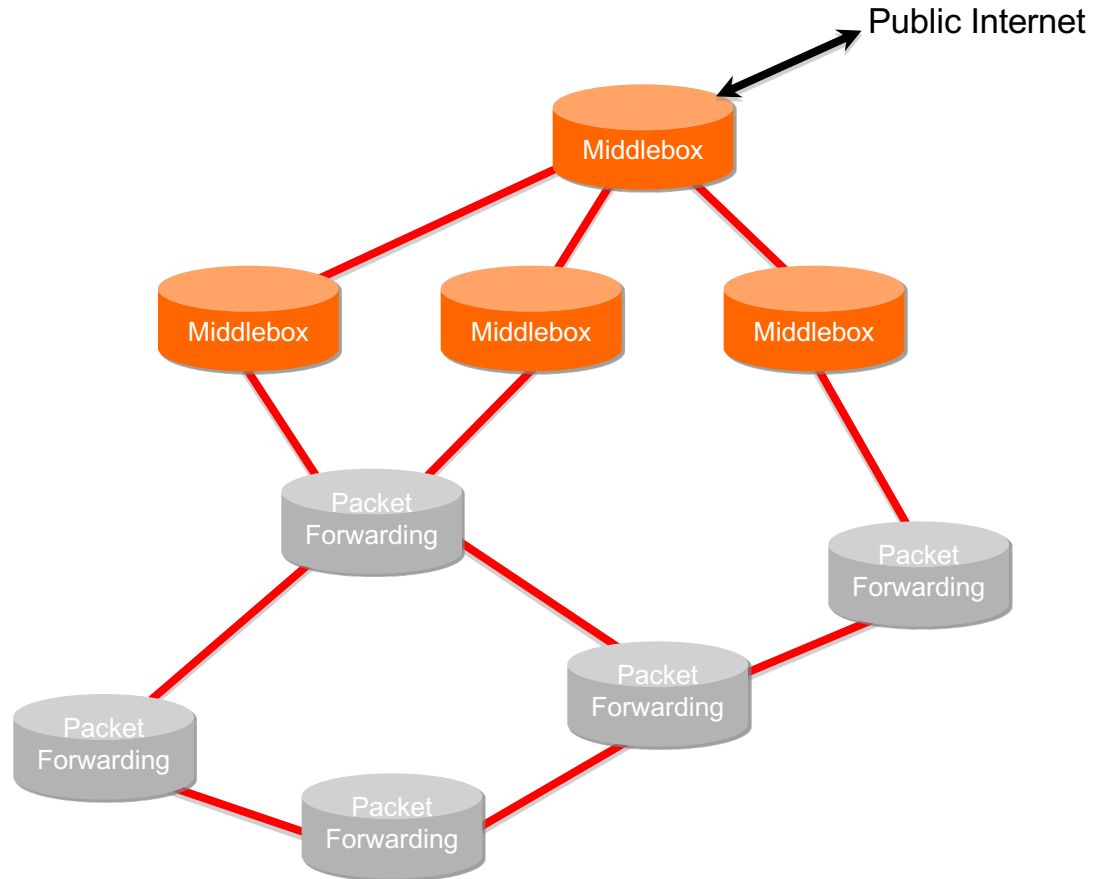 Public Internet
Middlebox
Middlebox
Middlebox
Middlebox
Packet
Forwarding
Packet
Forwarding
Packet
Forwarding
Packet
Forwarding
Packet
Forwarding